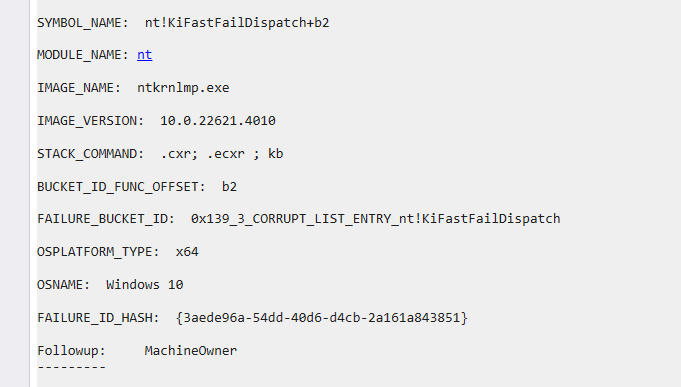 SYMBOL_NAME:  nt!KiFastFailDispatch+b2
MODULE_NAME: nt
IMAGE_NAME:  ntkrnlmp.exe
IMAGE_VERSION:  10.0.22621.4010
STACK_COMMAND:  .cxr; .ecxr ; kb
BUCKET_ID_FUNC_OFFSET:  b2
FAILURE_BUCKET_ID:  0x139_3_CORRUPT_LIST_ENTRY_nt!KiFastFailDispatch
OSPLATFORM_TYPE:  x64
OSNAME:  Windows 10
FAILURE_ID_HASH:  {3aede96a-54dd-40d6-d4cb-2a161a843851}
Followup:     MachineOwner
---------